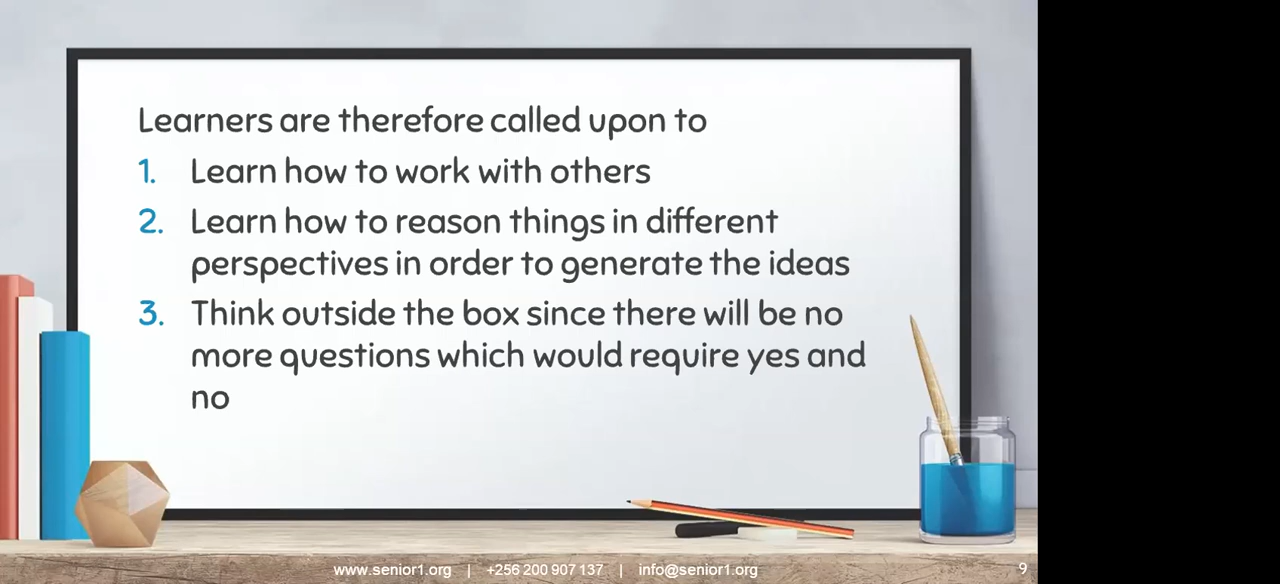 Learners are therefore called upon to
1. Learn how to work with others
2. Learn how to reason things in different
perspectives in order to generate the ideas
3. Think outside the box since there will be no
more questions which would require yes and
no
www.senior1.org | +256 200 907 137 | info@senior1.org
9